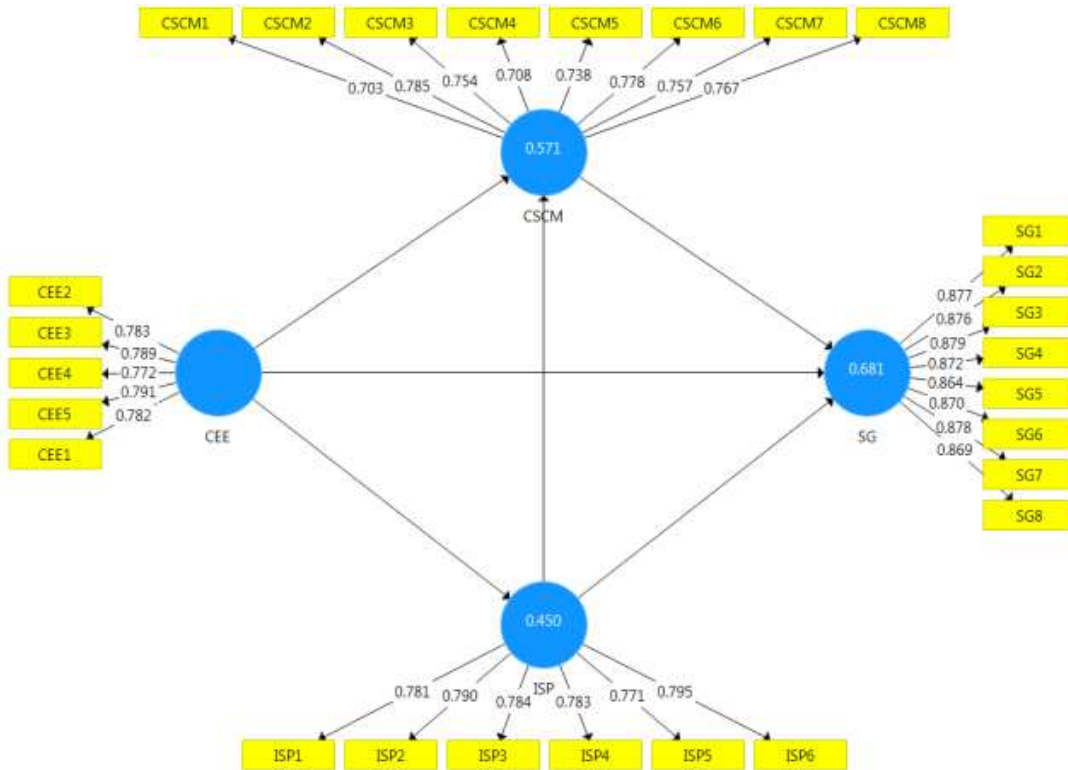 CSCM1 CSCM2 CSCM3 CSCM4 CSCM5 CSCM6 CSCM7 CSCM8
0.703 0.785 0.754 0.708 0.738 0.778 0.757 0.767
0.571
CSCM
CEE2
CEE3
CEE4
CEE5
CEE1
0.783
0.789
0.772
0.791
0.782
CEE
0.681
SG
0.877
0.876
0.879
0.872
0.864
0.870
0.878
0.869
SG1
SG2
SG3
SG4
SG5
SG6
SG7
SG8
0.450
ISP
0.781 0.790 0.784 0.783 0.771 0.795
ISP1 ISP2 ISP3 ISP4 ISP5 ISP6